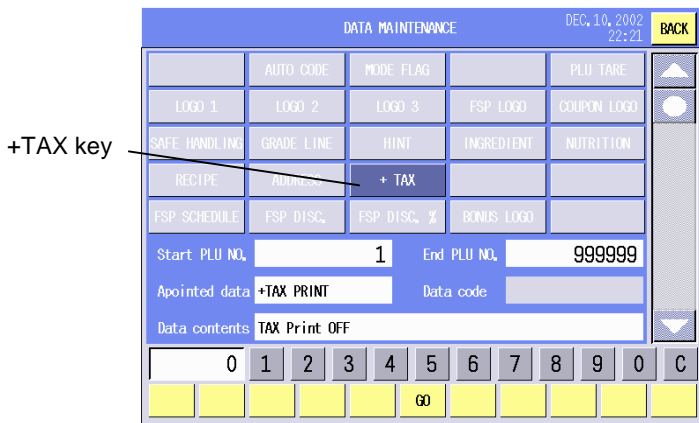 DATA MAINTENANCE DEC.10.2002 BACK
22:21
AUTO CODE MODE FLAG PLU TARE
LOGO 1 LOGO 2 LOGO 3 FSP LOGO COUPON LOGO
+TAX key SAFE HANDLING GRADE LINE HINT INGREDIENT NUTRITION
RECIPE ADDRESS + TAX
FSP SCHEDULE FSP DISC. FSP DISC. % BONUS LOGO
Start PLU NO. 1 End PLU NO. 999999
Apointed data +TAX PRINT Data code
Data contents TAX Print OFF
0 1 2 3 4 5 6 7 8 9 0 C
GO